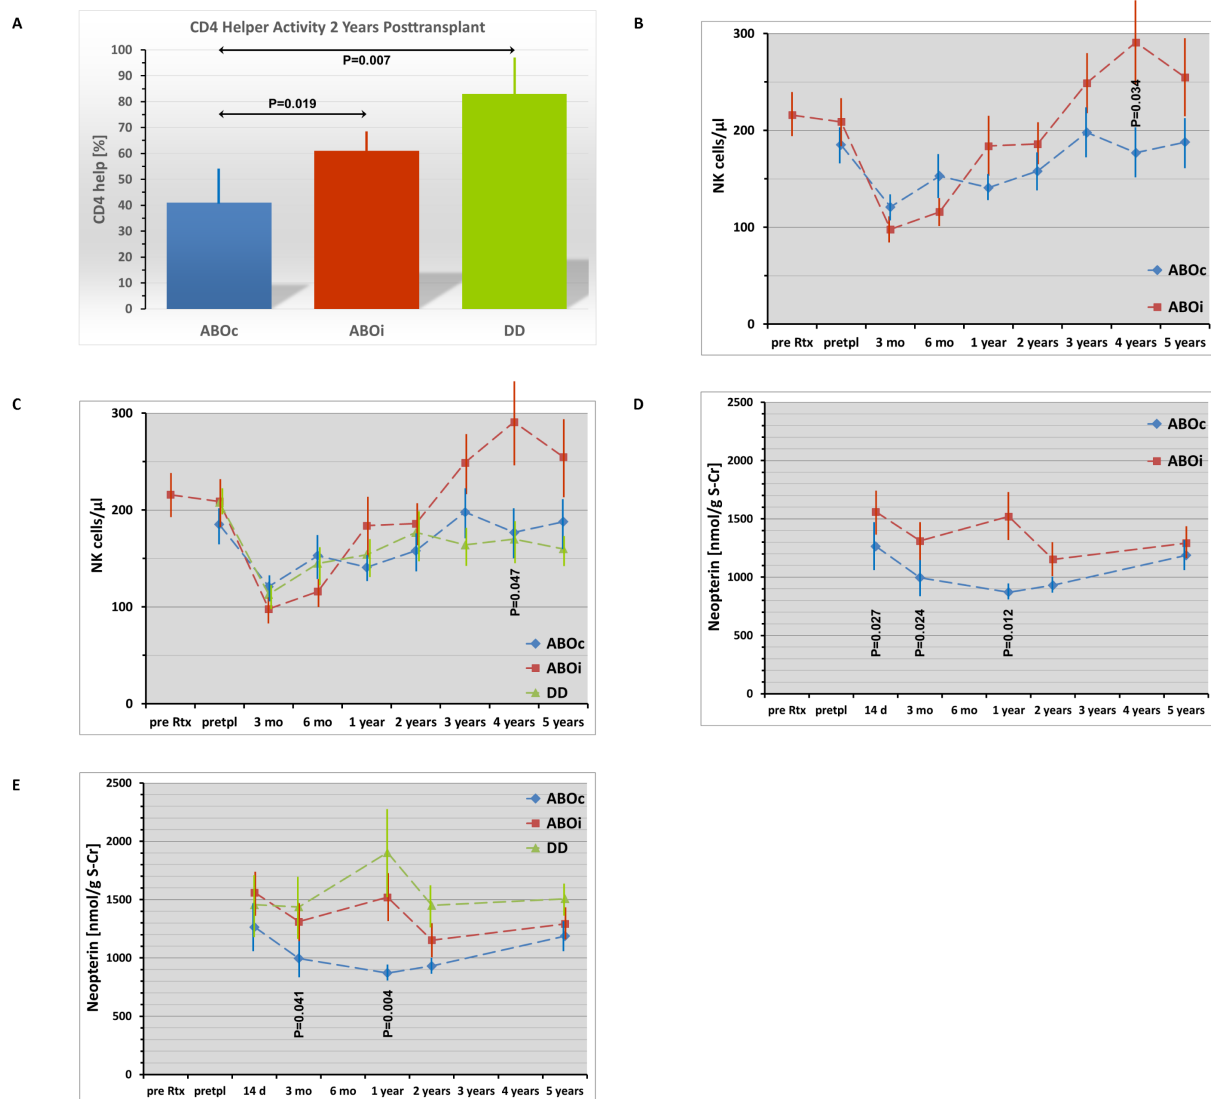 A
CD4 Helper Activity 2 Years Posttransplant
P=0.007
P=0.019
CD4 help [%]
100
90
80
70
60
50
40
30
20
10
0
ABOc ABOi DD
B
NK cells/µl
300
200
100
0
P=0.034
ABOc
ABOi
pre Rtx pretpl 3 mo 6 mo 1 year 2 years 3 years 4 years 5 years
C
NK cells/µl
300
200
100
0
P=0.047
ABOc
ABOi
DD
pre Rtx pretpl 3 mo 6 mo 1 year 2 years 3 years 4 years 5 years
D
Neopterin [nmol/g S-Cr]
2500
2000
1500
1000
500
0
ABOc
ABOi
P=0.027
P=0.024
P=0.012
pre Rtx pretpl 14 d 3 mo 6 mo 1 year 2 years 3 years 4 years 5 years
E
Neopterin [nmol/g S-Cr]
2500
2000
1500
1000
500
0
ABOc
ABOi
DD
P=0.041
P=0.004
pre Rtx pretpl 14 d 3 mo 6 mo 1 year 2 years 3 years 4 years 5 years